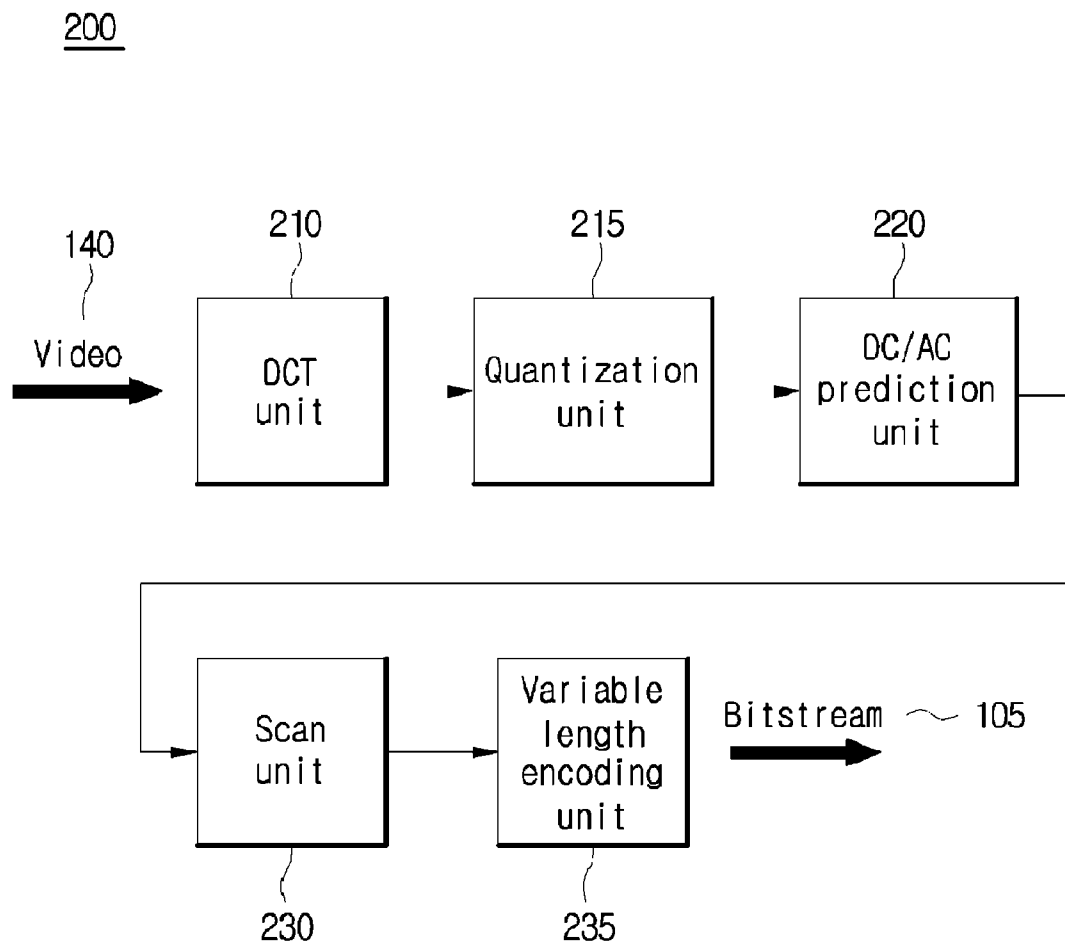 200
210
215
220
140
Video
DCT
unit
Quantization
unit
DC/AC
prediction
unit
Scan
unit
Variable
length
encoding
unit
Bitstream
105
230
235